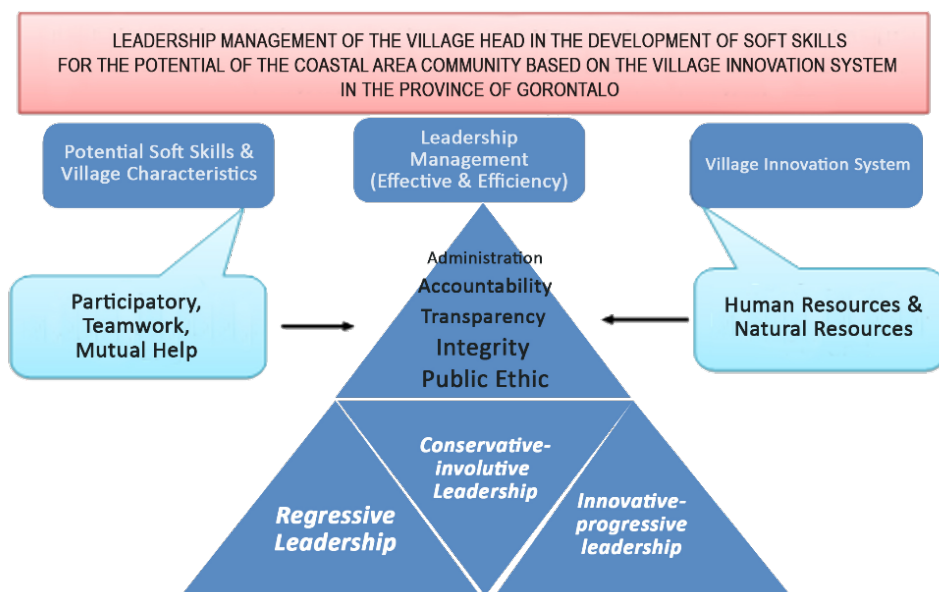 LEADERSHIP MANAGEMENT OF THE VILLAGE HEAD IN THE DEVELOPMENT OF SOFT SKILLS
FOR THE POTENTIAL OF THE COASTAL AREA COMMUNITY BASED ON THE VILLAGE INNOVATION SYSTEM
IN THE PROVINCE OF GORONTALO
Potential Soft Skills &
Village Characteristics
Leadership
Management
(Effective & Efficiency)
Village Innovation System
Participatory,
Teamwork,
Mutual Help
Administration
Accountability
Transparency
Integrity
Public Ethic
Human Resources &
Natural Resources
Regressive
Leadership
Conservative-
involutive
Leadership
Innovative-
progressive
leadership